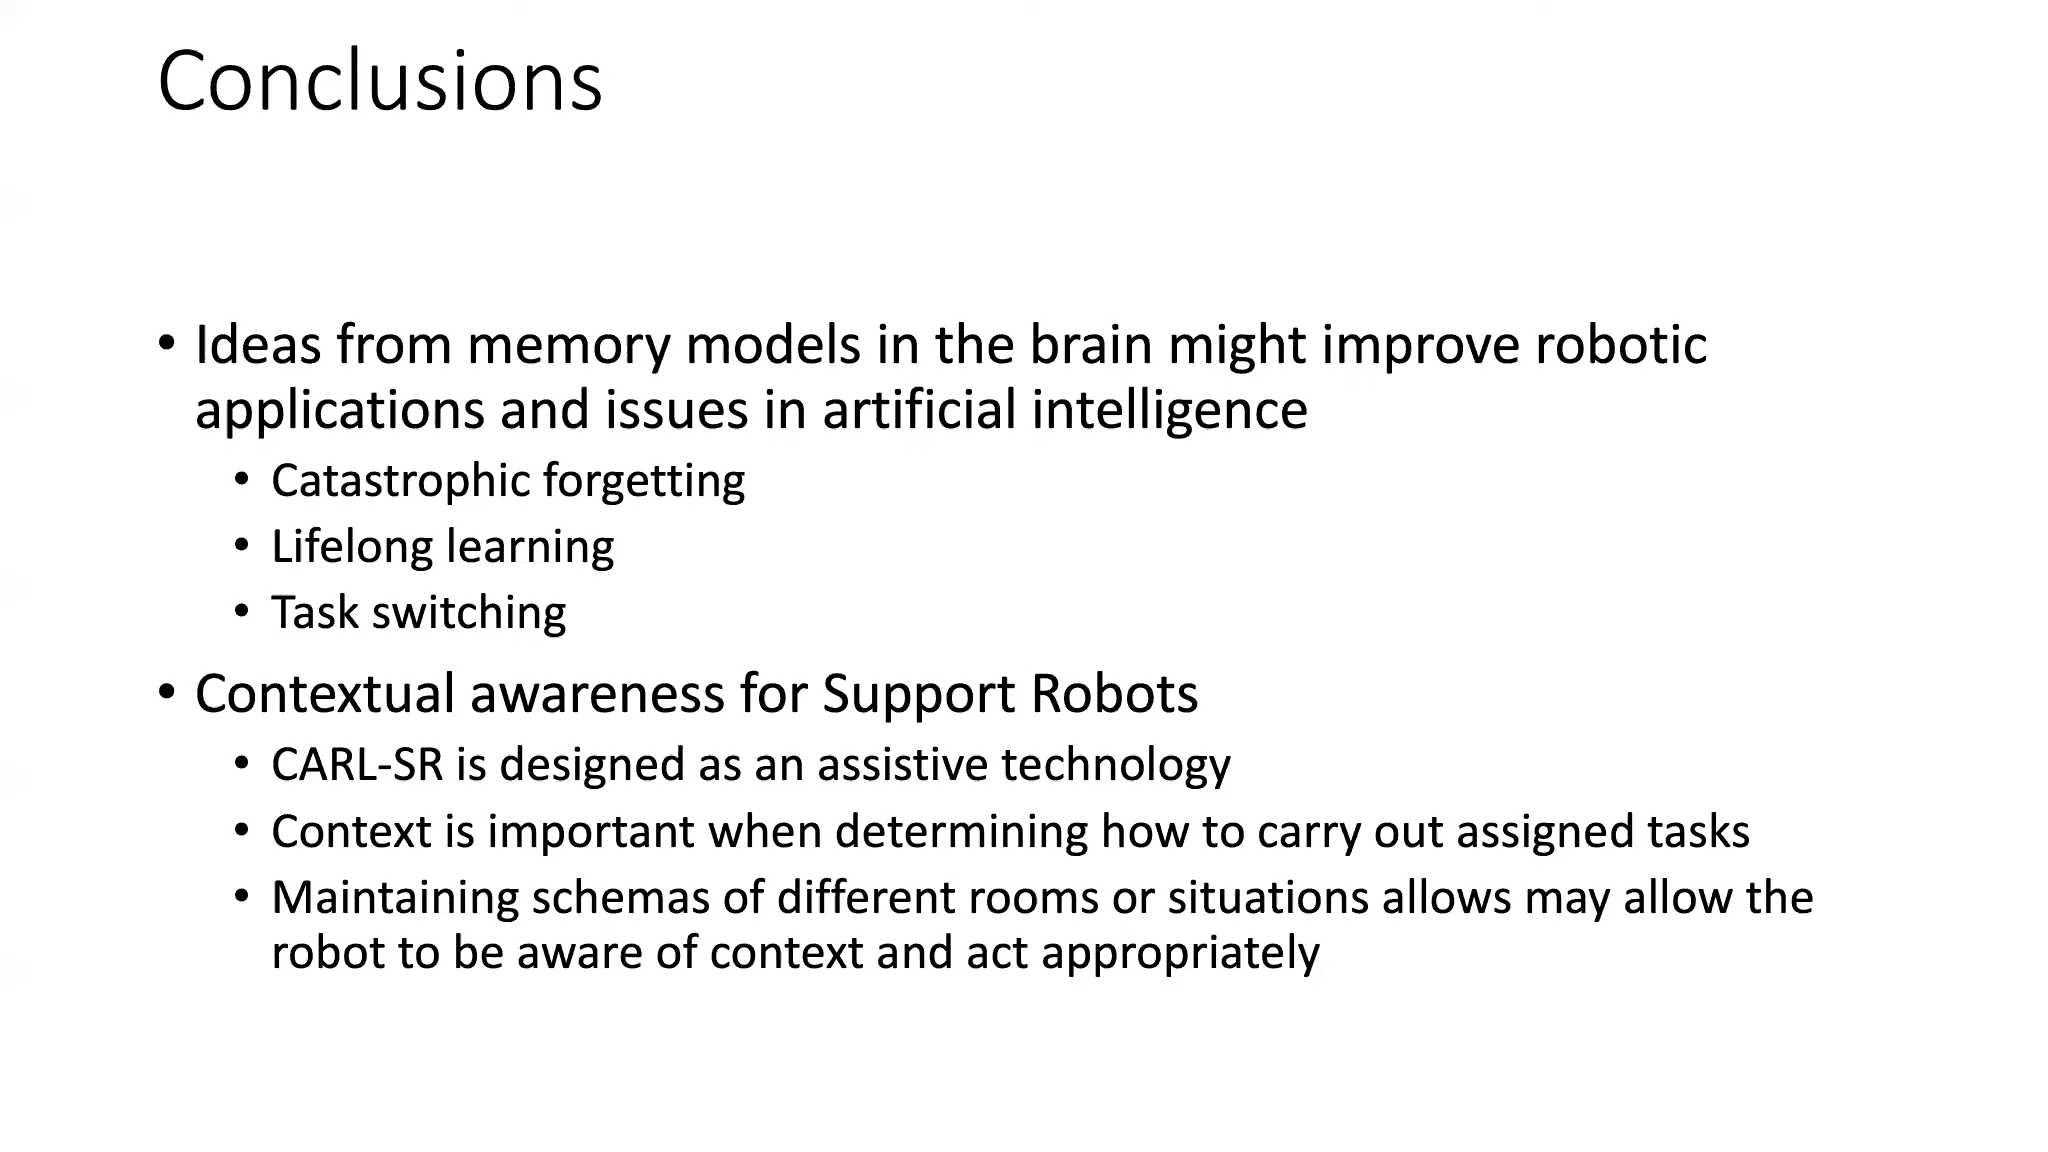 Conclusions
• Ideas from memory models in the brain might improve robotic
applications and issues in artificial intelligence
• Catastrophic forgetting
• Lifelong learning
• Task switching
• Contextual awareness for Support Robots
• CARL-SR is designed as an assistive technology
• Context is important when determining how to carry out assigned tasks
• Maintaining schemas of different rooms or situations allows may allow the
robot to be aware of context and act appropriately